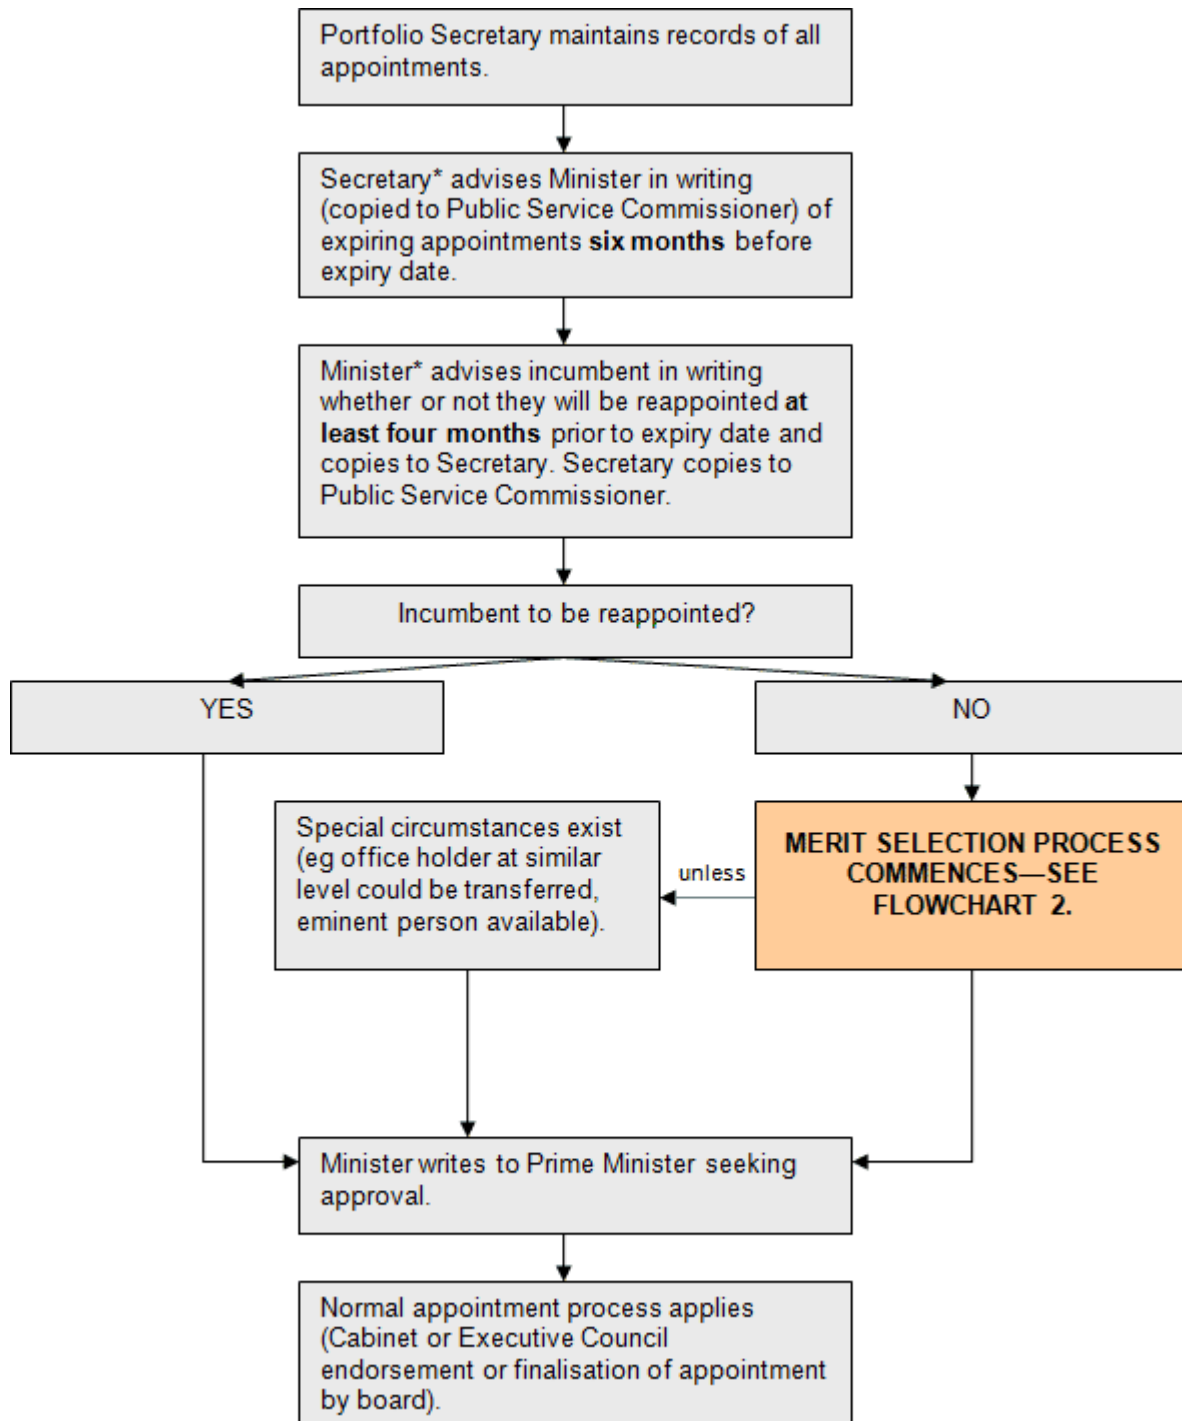 Portfolio Secretary maintains records of all
appointments.
Secretary* advises Minister in writing
(copied to Public Service Commissioner) of
expiring appointments six months before
expiry date.
Minister* advises incumbent in writing
whether or not they will be reappointed at
least four months prior to expiry date and
copies to Secretary. Secretary copies to
Public Service Commissioner.
Incumbent to be reappointed?
YES
NO
Special circumstances exist
(eg office holder at similar
level could be transferred,
eminent person available).
unless
MERIT SELECTION PROCESS
COMMENCES—SEE
FLOWCHART 2.
Minister writes to Prime Minister seeking
approval.
Normal appointment process applies
(Cabinet or Executive Council
endorsement or finalisation of appointment
by board).